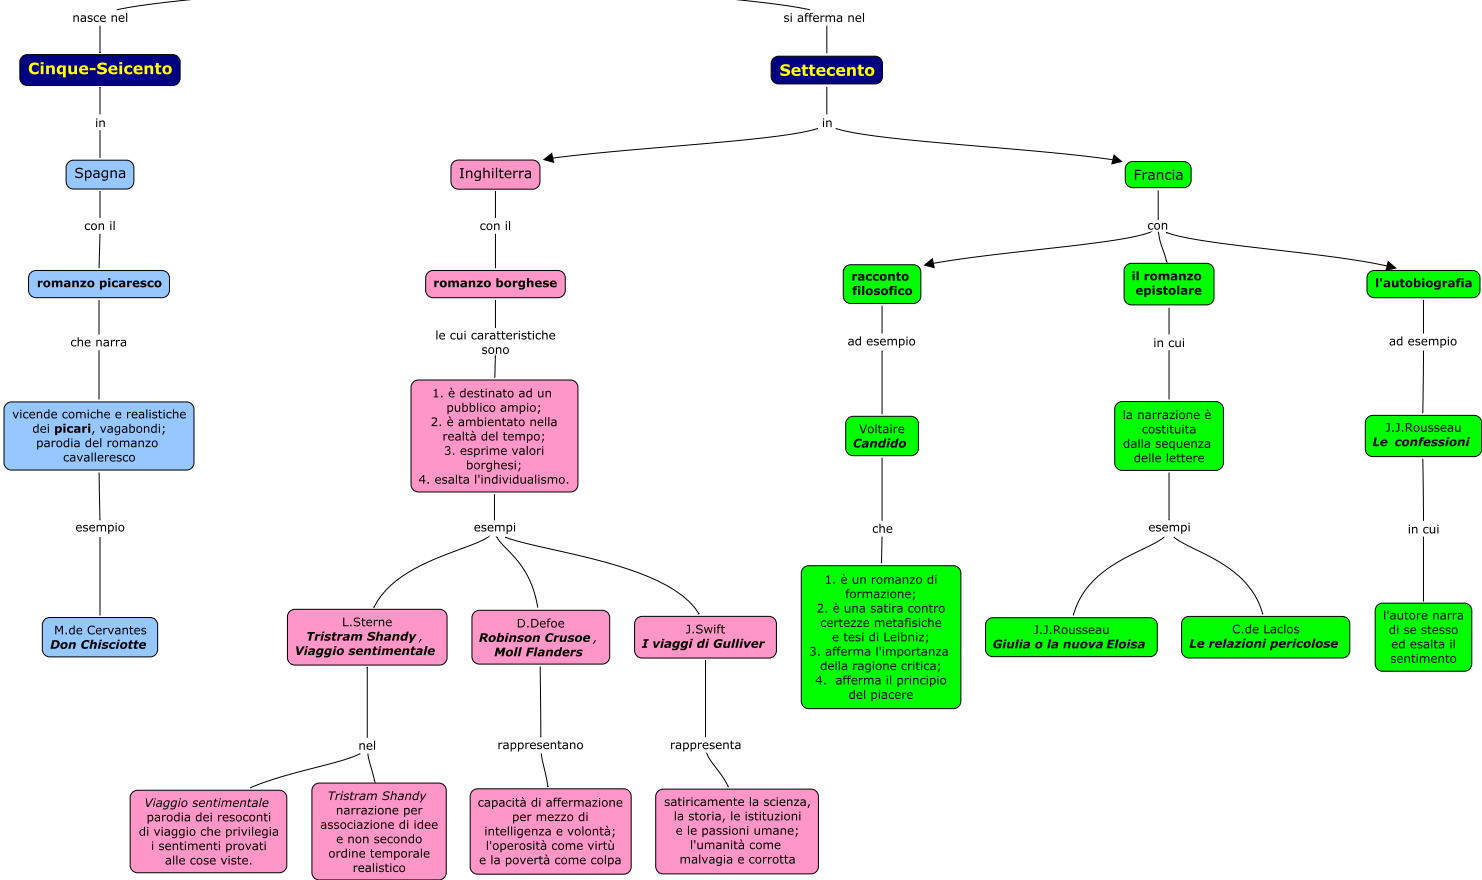 nasce nel
si afferma nel
Cinque-Seicento
Settecento
in
in
Spagna
Inghilterra
Francia
con il
con il
con
romanzo picaresco
romanzo borghese
racconto
filosofico
il romanzo
epistolare
l'autobiografia
che narra
le cui caratteristiche
sono
ad esempio
in cui
ad esempio
vicende comiche e realistiche
dei picari, vagabondi;
parodia del romanzo
cavalleresco
1. è destinato ad un
pubblico ampio;
2. è ambientato nella
realtà del tempo;
3. esprime valori
borghesi;
4. esalta l'individualismo.
Voltaire
Candido
la narrazione è
costituita
dalla sequenza
delle lettere
J.J.Rousseau
Le confessioni
esempio
esempi
che
esempi
in cui
M.de Cervantes
Don Chisciotte
L.Sterne
Tristram Shandy ,
Viaggio sentimentale
D.Defoe
Robinson Crusoe ,
Moll Flanders
J.Swift
I viaggi di Gulliver
1. è un romanzo di
formazione;
2. è una satira contro
certezze metafisiche
e tesi di Leibniz;
3. afferma l'importanza
della ragione critica;
4. afferma il principio
del piacere
J.J.Rousseau
Giulia o la nuova Eloisa
C.de Laclos
Le relazioni pericolose
l'autore narra
di se stesso
ed esalta il
sentimento
nel
rappresentano
rappresenta
Viaggio sentimentale
parodia dei resoconti
di viaggio che privilegia
i sentimenti provati
alle cose viste.
Tristram Shandy
narrazione per
associazione di idee
e non secondo
ordine temporale
realistico
capacità di affermazione
per mezzo di
intelligenza e volontà;
l'operosità come virtù
e la povertà come colpa
satiricamente la scienza,
la storia, le istituzioni
e le passioni umane;
l'umanità come
malvagia e corrotta